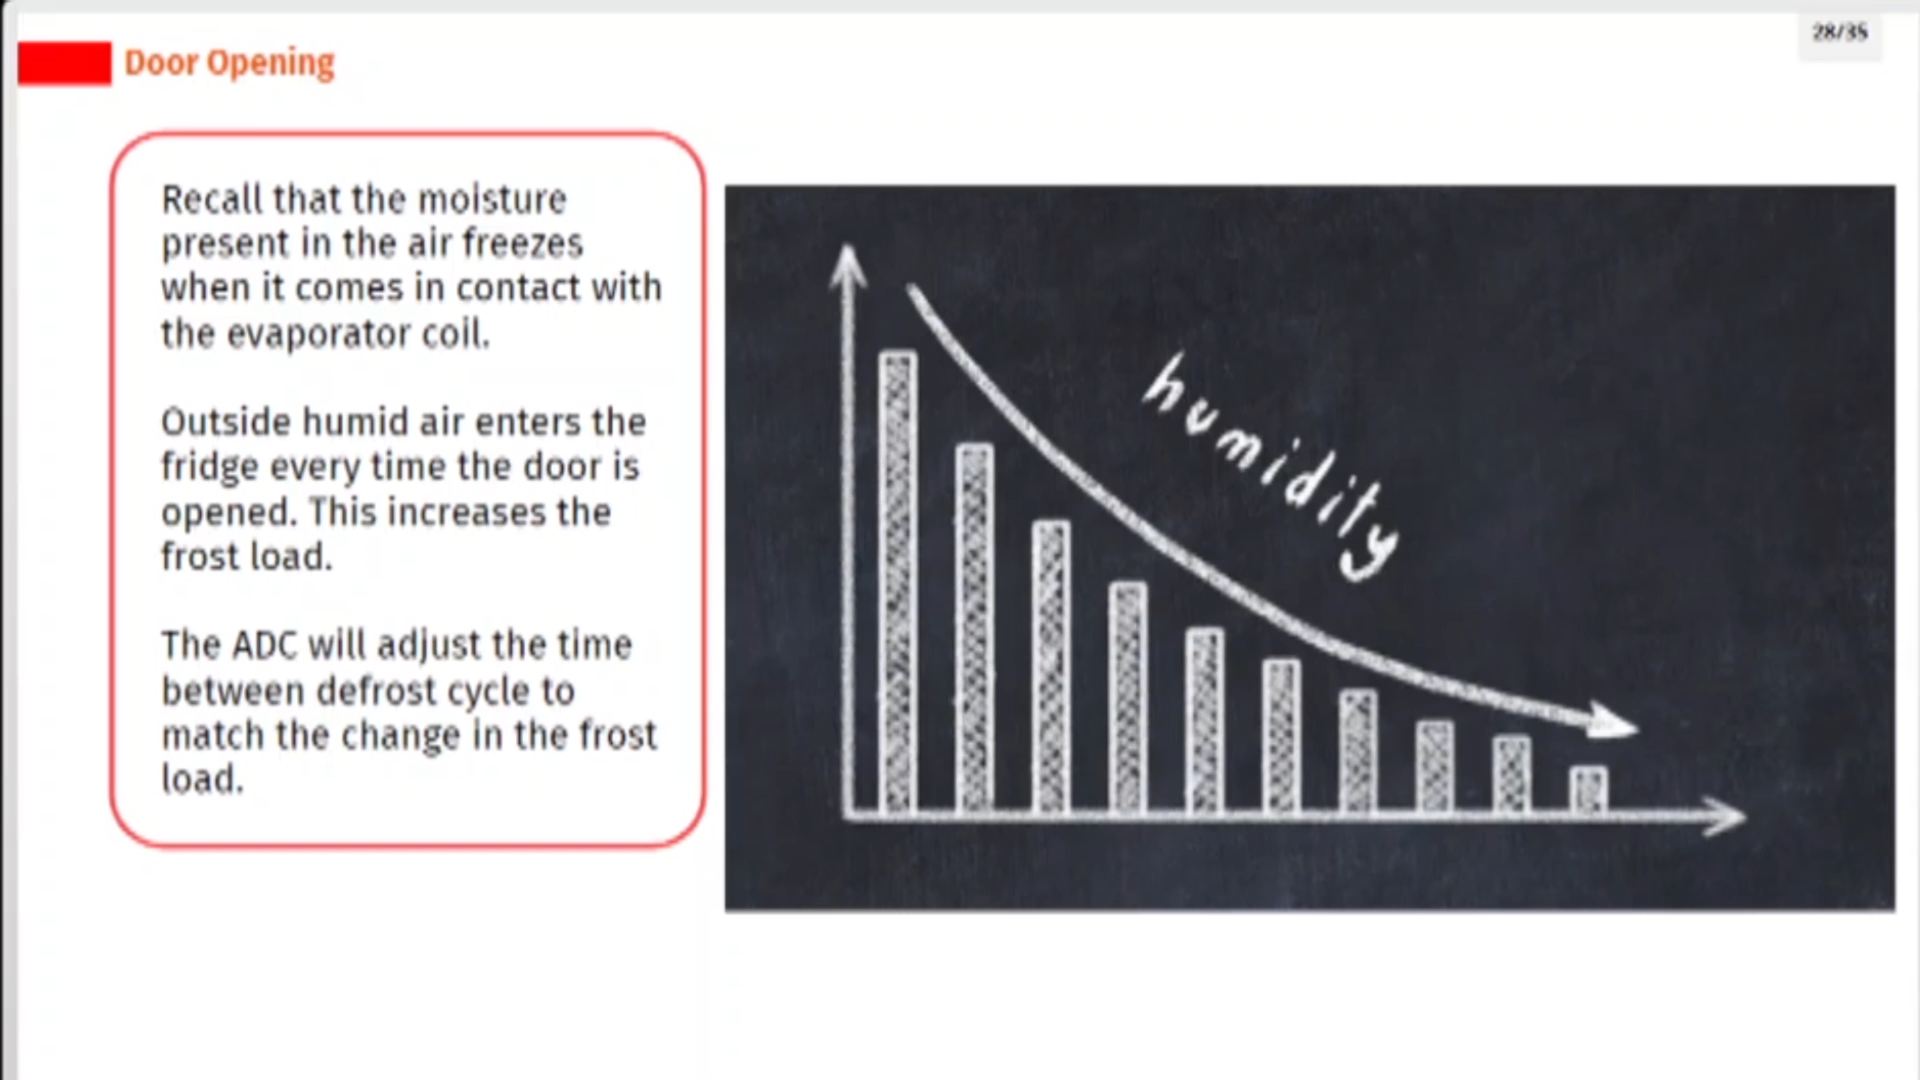 28/35
Door Opening
Recall that the moisture
present in the air freezes
when it comes in contact with
the evaporator coil.
Outside humid air enters the
fridge every time the door is
opened. This increases the
frost load.
The ADC will adjust the time
between defrost cycle to
match the change in the frost
load.
humidity